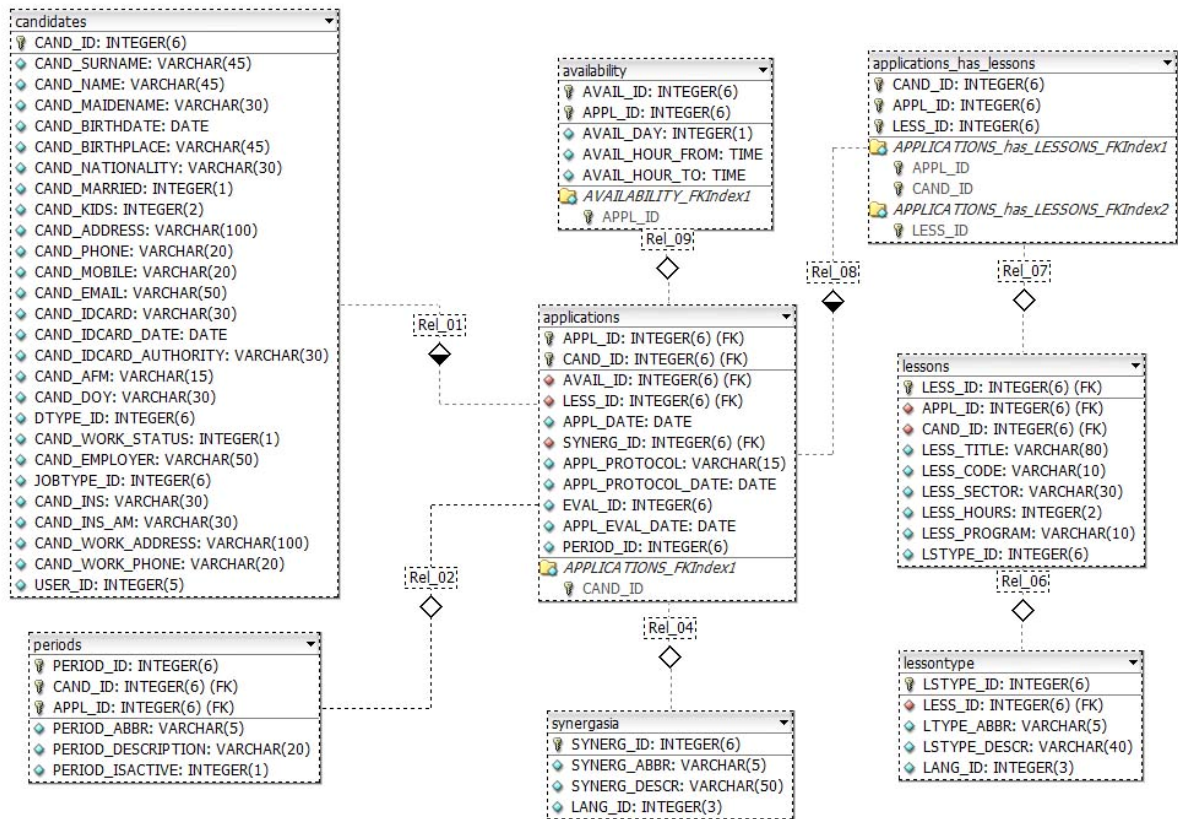 candidates
CAND_ID: INTEGER(6)
CAND_SURNAME: VARCHAR(45)
CAND_NAME: VARCHAR(45)
CAND_MAIDENAME: VARCHAR(30)
CAND_BIRTHDATE: DATE
CAND_BIRTHPLACE: VARCHAR(45)
CAND_NATIONALITY: VARCHAR(30)
CAND_MARRIED: INTEGER(1)
CAND_KIDS: INTEGER(2)
CAND_ADDRESS: VARCHAR(100)
CAND_PHONE: VARCHAR(20)
CAND_MOBILE: VARCHAR(20)
CAND_EMAIL: VARCHAR(50)
CAND_IDCARD: VARCHAR(30)
CAND_IDCARD_DATE: DATE
CAND_IDCARD_AUTHORITY: VARCHAR(30)
CAND_AFM: VARCHAR(15)
CAND_DOY: VARCHAR(30)
DTYPE_ID: INTEGER(6)
CAND_WORK_STATUS: INTEGER(1)
CAND_EMPLOYER: VARCHAR(50)
JOBTYPE_ID: INTEGER(6)
CAND_INS: VARCHAR(30)
CAND_INS_AM: VARCHAR(30)
CAND_WORK_ADDRESS: VARCHAR(100)
CAND_WORK_PHONE: VARCHAR(20)
USER_ID: INTEGER(5)
Rel_01
availability
AVAIL_ID: INTEGER(6)
APPL_ID: INTEGER(6)
AVAIL_DAY: INTEGER(1)
AVAIL_HOUR_FROM: TIME
AVAIL_HOUR_TO: TIME
AVAILABILITY_FKIndex1
APPL_ID
Rel_09
applications_has_lessons
CAND_ID: INTEGER(6)
APPL_ID: INTEGER(6)
LESS_ID: INTEGER(6)
APPLICATIONS_has_LESSONS_FKIndex1
APPL_ID
CAND_ID
APPLICATIONS_has_LESSONS_FKIndex2
LESS_ID
Rel_08
Rel_07
applications
APPL_ID: INTEGER(6) (FK)
CAND_ID: INTEGER(6) (FK)
AVAIL_ID: INTEGER(6) (FK)
LESS_ID: INTEGER(6) (FK)
APPL_DATE: DATE
SYNERG_ID: INTEGER(6) (FK)
APPL_PROTOCOL: VARCHAR(15)
APPL_PROTOCOL_DATE: DATE
EVAL_ID: INTEGER(6)
APPL_EVAL_DATE: DATE
PERIOD_ID: INTEGER(6)
APPLICATIONS_FKIndex1
CAND_ID
lessons
LESS_ID: INTEGER(6) (FK)
APPL_ID: INTEGER(6) (FK)
CAND_ID: INTEGER(6) (FK)
LESS_TITLE: VARCHAR(80)
LESS_CODE: VARCHAR(10)
LESS_SECTOR: VARCHAR(30)
LESS_HOURS: INTEGER(2)
LESS_PROGRAM: VARCHAR(10)
LSTYPE_ID: INTEGER(6)
Rel_02
Rel_06
Rel_04
periods
PERIOD_ID: INTEGER(6)
CAND_ID: INTEGER(6) (FK)
APPL_ID: INTEGER(6) (FK)
PERIOD_ABBR: VARCHAR(5)
PERIOD_DESCRIPTION: VARCHAR(20)
PERIOD_ISACTIVE: INTEGER(1)
synergasia
SYNERG_ID: INTEGER(6)
SYNERG_ABBR: VARCHAR(5)
SYNERG_DESCR: VARCHAR(50)
LANG_ID: INTEGER(3)
lessontype
LSTYPE_ID: INTEGER(6)
LESS_ID: INTEGER(6) (FK)
LTYPE_ABBR: VARCHAR(5)
LSTYPE_DESCR: VARCHAR(40)
LANG_ID: INTEGER(3)